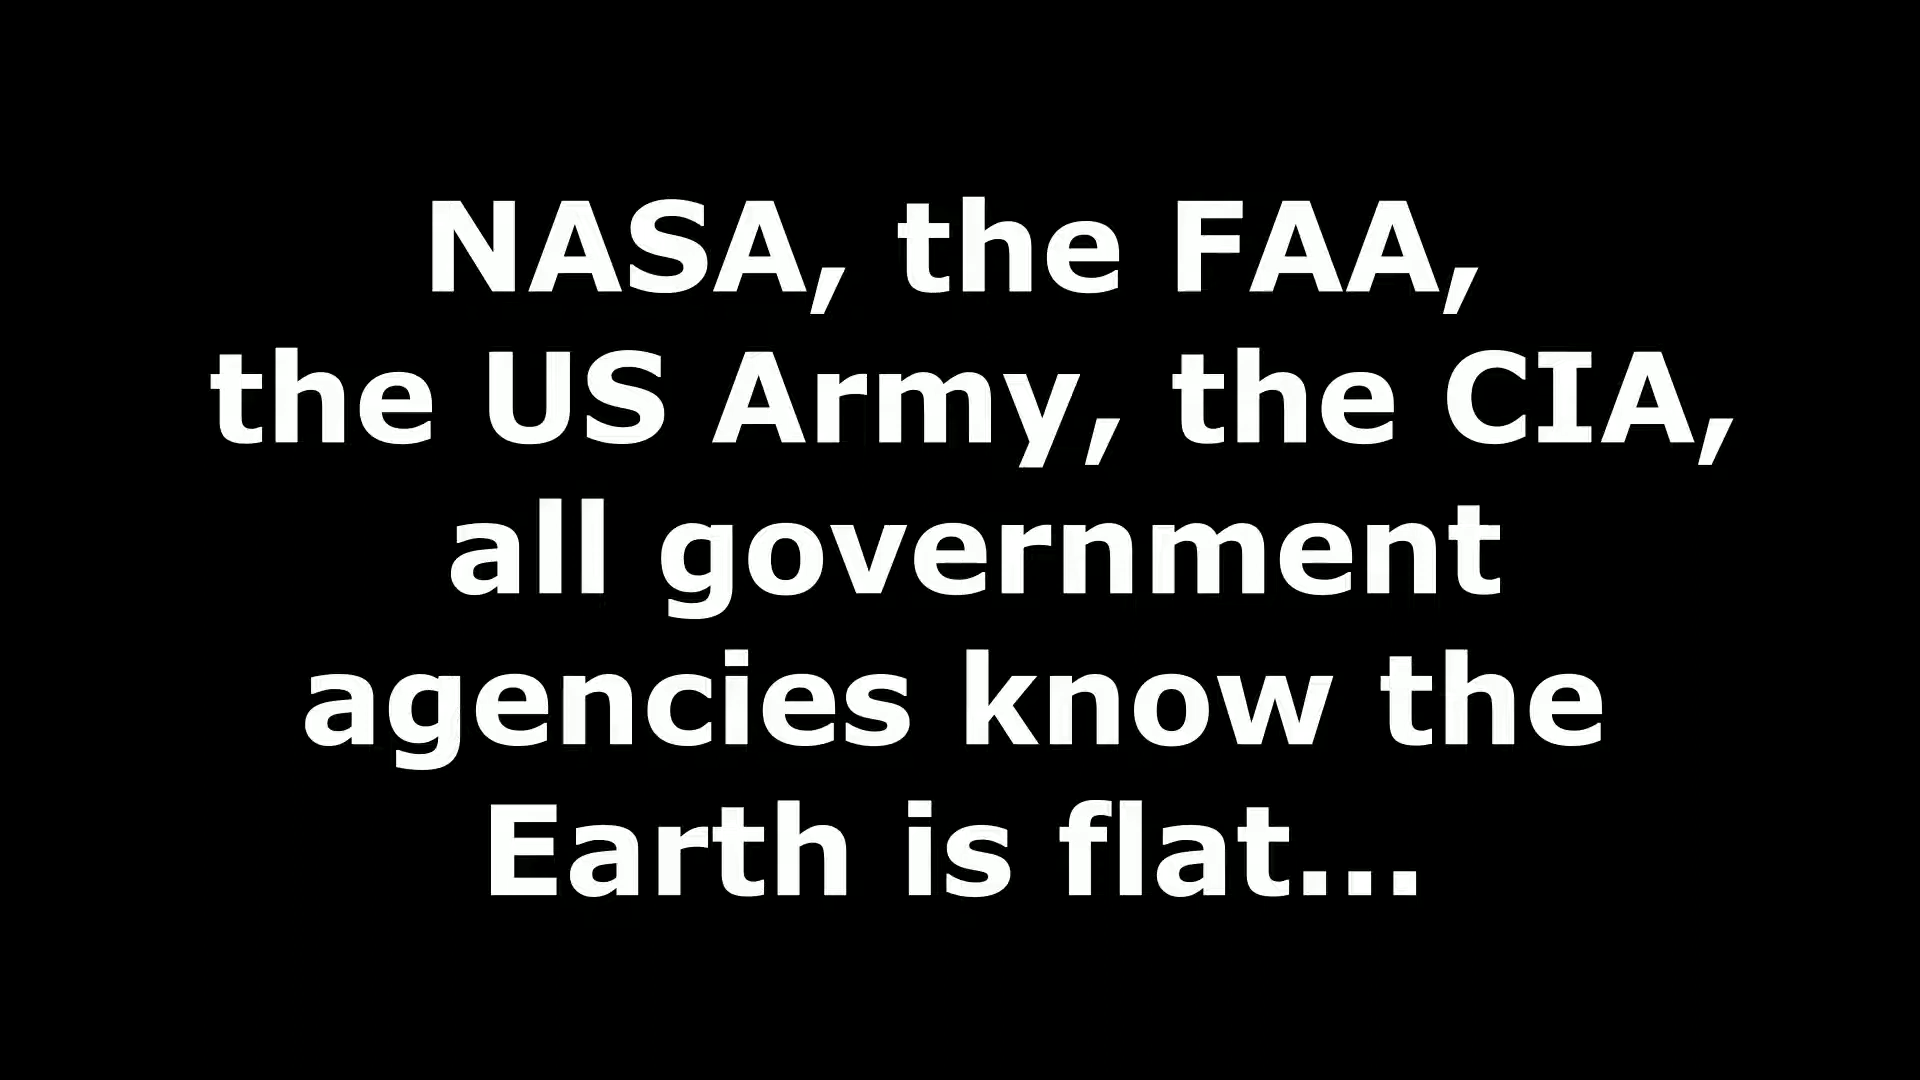 NASA, the FAA,
the US Army, the CIA,
all government
agencies know the
Earth is flat...